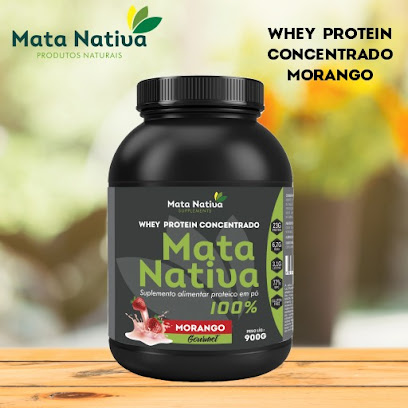 Mata Nativa
PRODUTOS NATURAIS
WHEY PROTEIN
CONCENTRADO
MORANGO
Mata Nativa
SUPLEMENTS
WHEY PROTEIN CONCENTRADO
Mata
Nativa
Suplemento alimentar proteico em pó
100%
MORANGO
Gourmet
900G